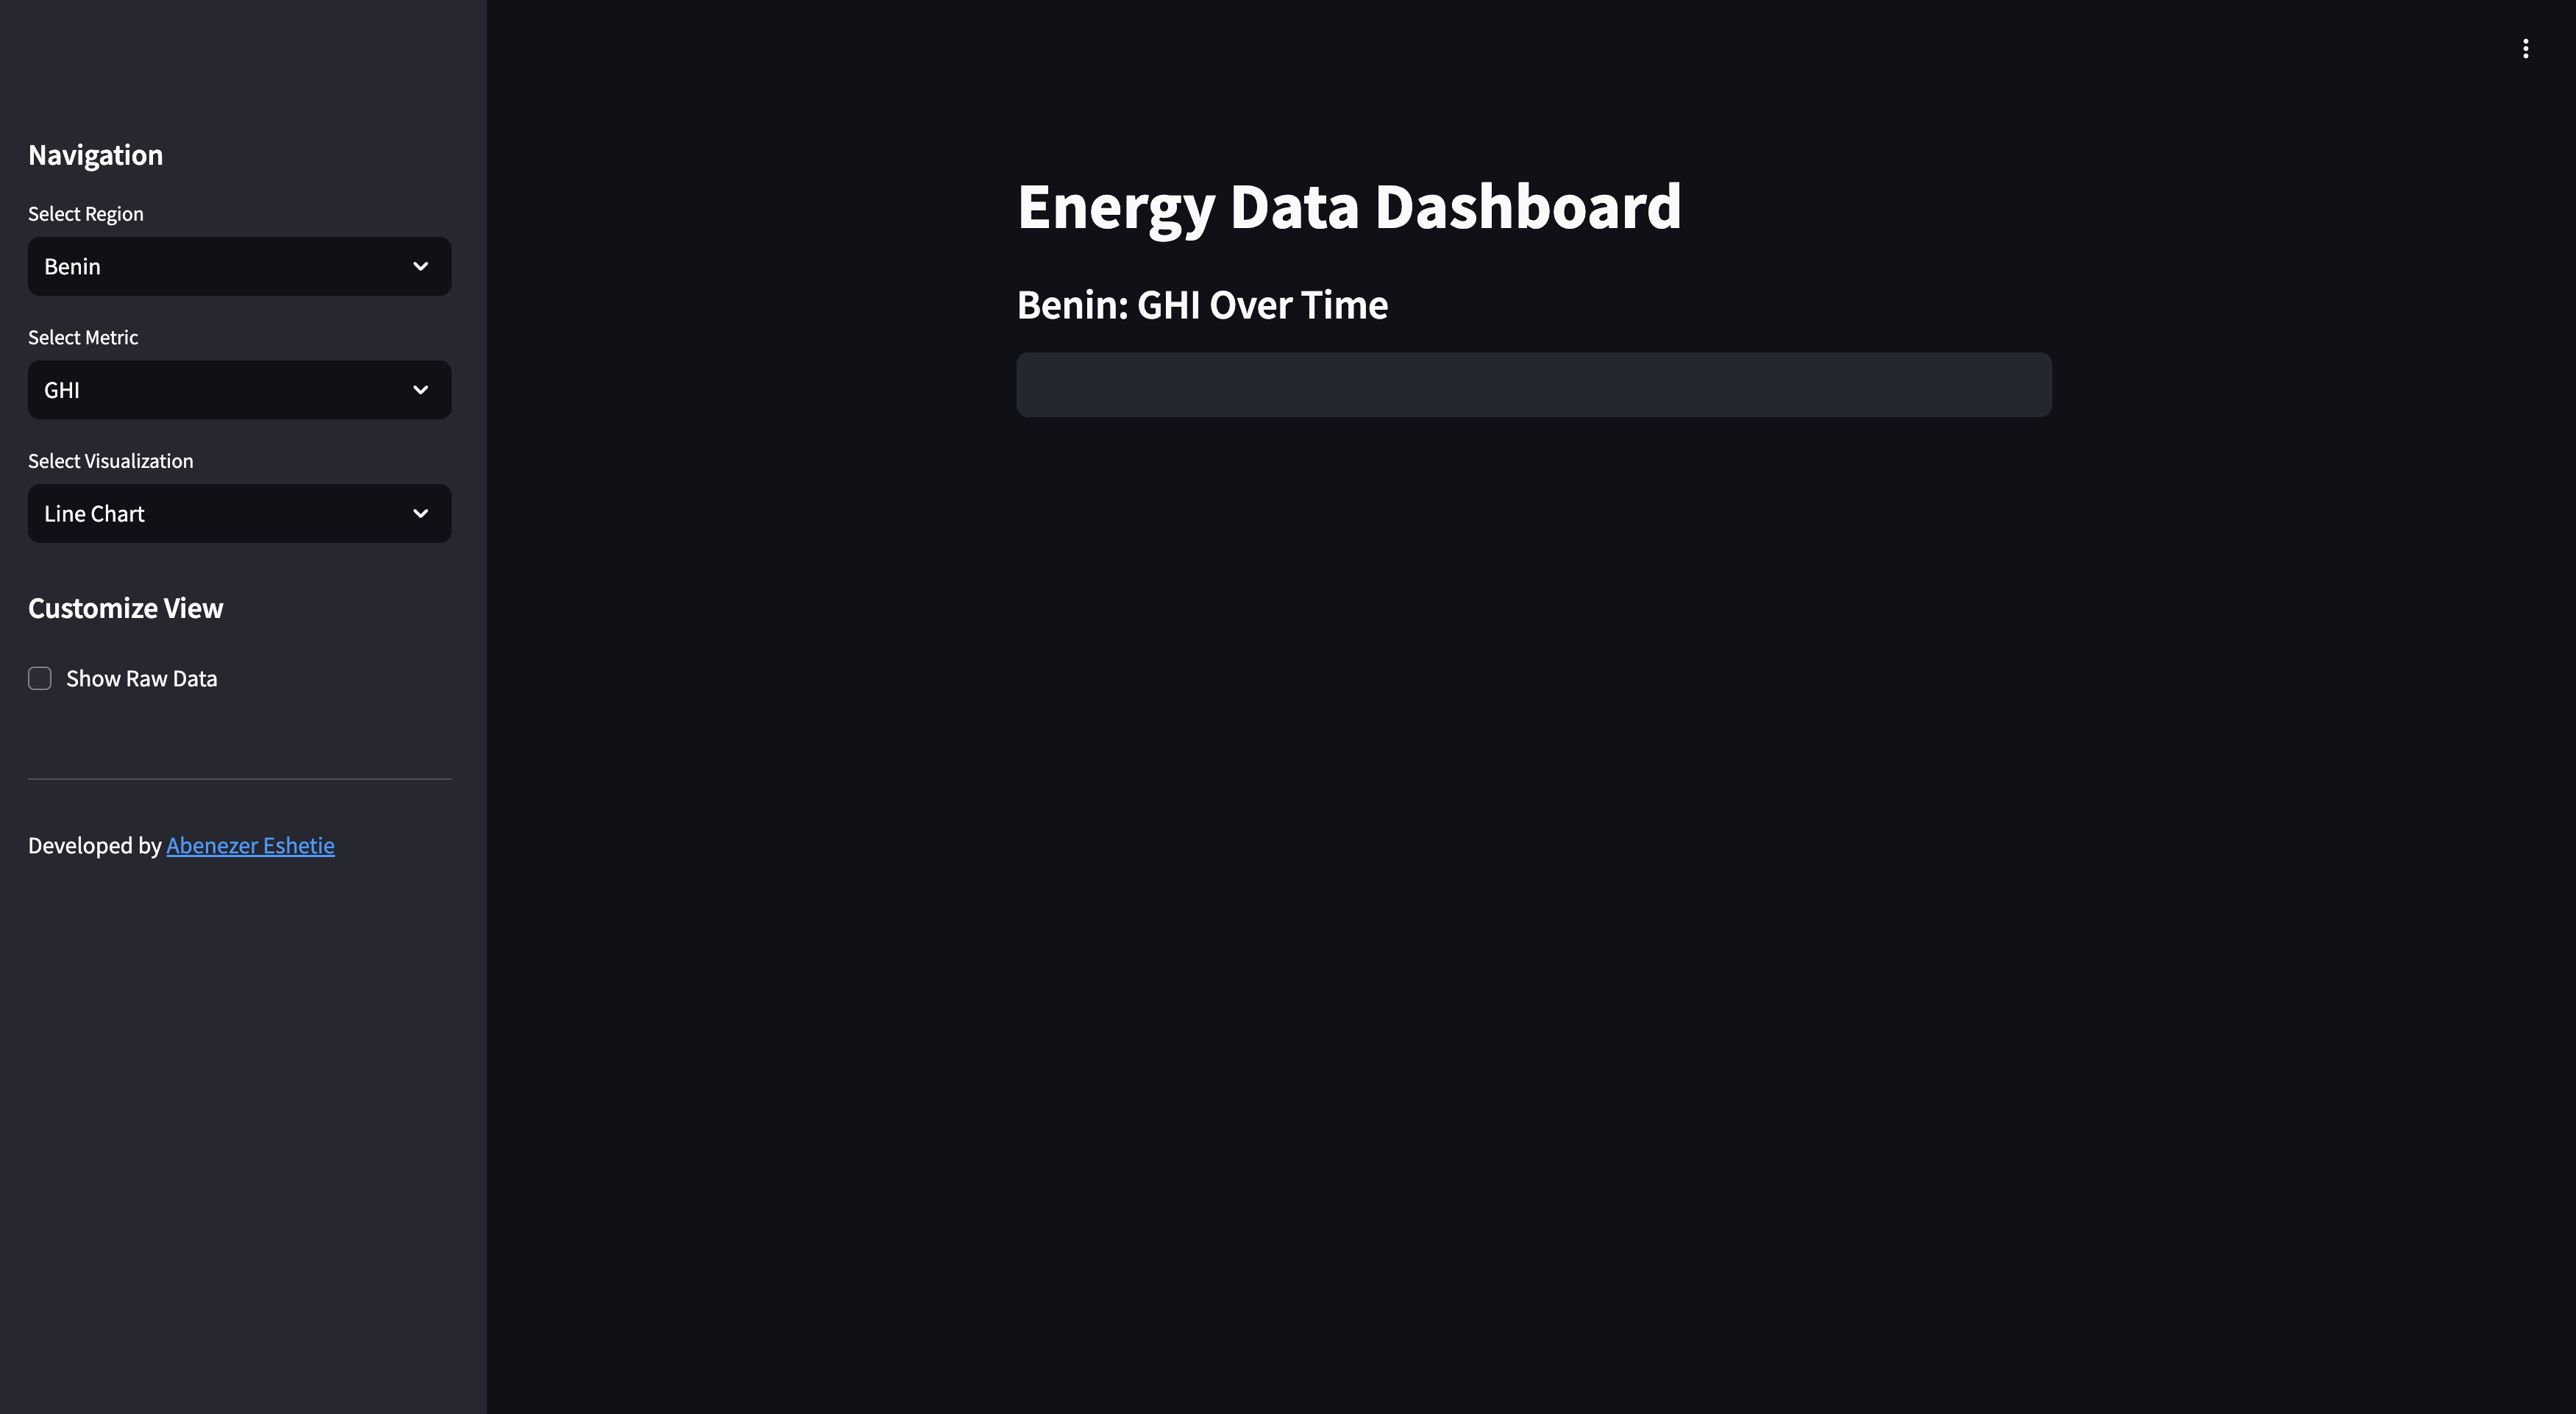 Navigation
Select Region
Benin
Select Metric
GHI
Select Visualization
Line Chart
Customize View
Show Raw Data
Developed by Abenezer Eshetie
Energy Data Dashboard
Benin: GHI Over Time